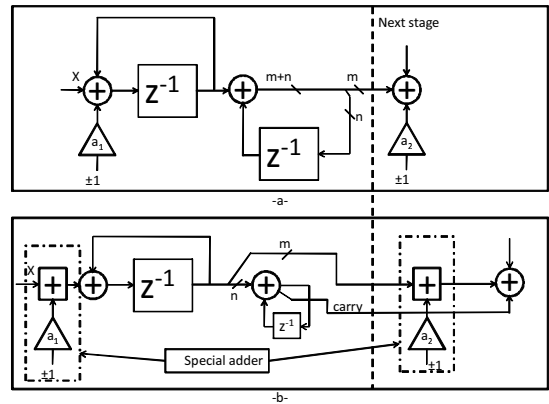 Next stage
X
z-1
m+n
m
n
z-1
a1
±1
a2
±1
-a-
X
z-1
m
n
carry
z-1
a1
±1
Special adder
a2
±1
-b-